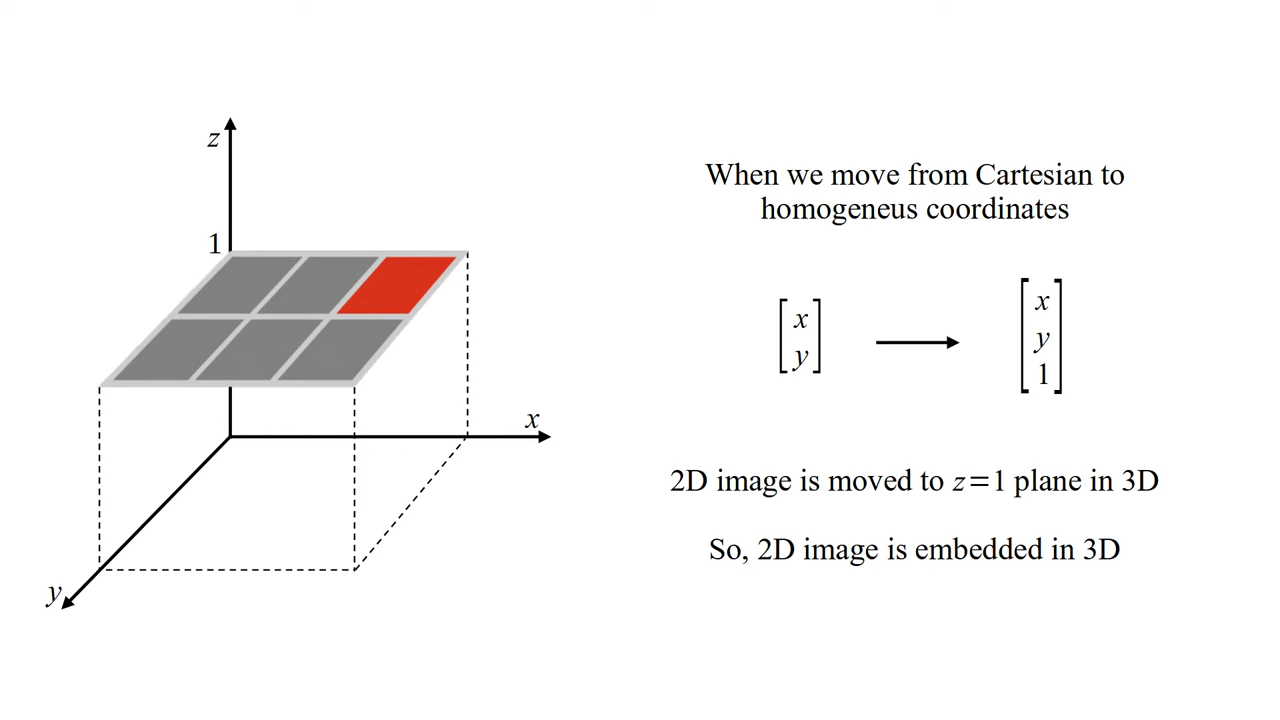 z
1
x
y
When we move from Cartesian to
homogeneus coordinates
[x y] → [x y 1]
2D image is moved to z=1 plane in 3D
So, 2D image is embedded in 3D